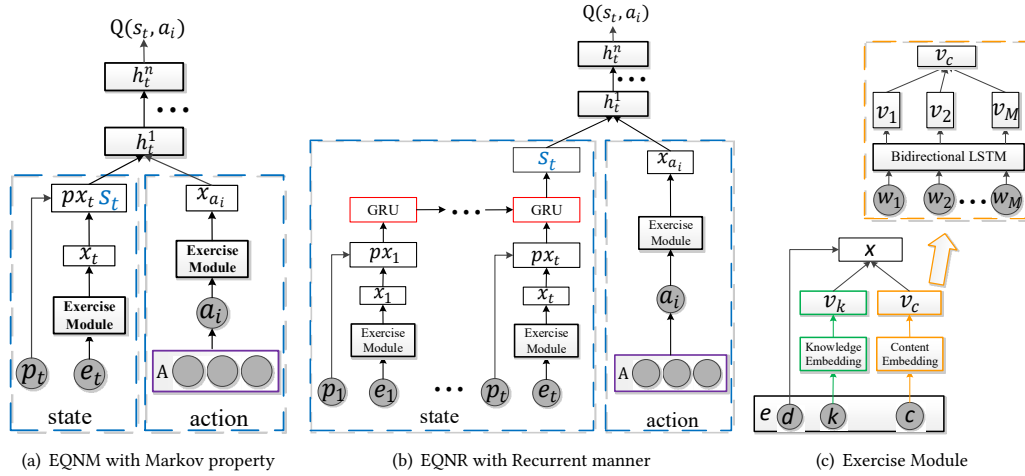 Q(s_t, a_i)
h_t^n
•••
h_t^1
px_t s_t
x_{a_i}
x_t
Exercise
Module
Exercise
Module
a_i
p_t
e_t
A
state
action
(a) EQNM with Markov property
Q(s_t, a_i)
h_t^n
•••
h_t^1
s_t
x_{a_i}
GRU
•••
GRU
px_1
px_t
Exercise
Module
x_1
x_t
a_i
Exercise
Module
Exercise
Module
A
p_1
e_1
•••
p_t
e_t
state
action
(b) EQNR with Recurrent manner
v_c
v_1
v_2
v_M
Bidirectional LSTM
w_1
w_2
•••
w_M
x
v_k
v_c
Knowledge
Embedding
Content
Embedding
e
d
k
c
(c) Exercise Module